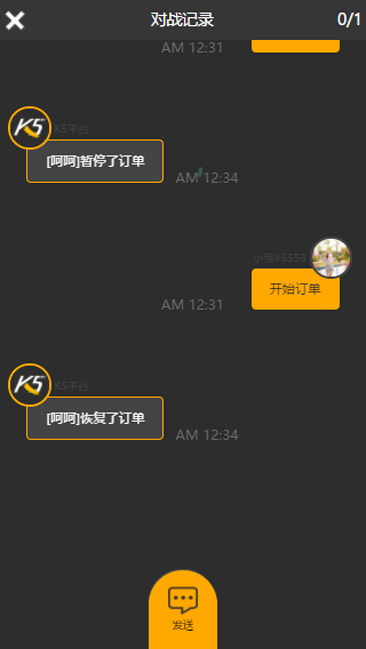 对战记录 0/1
AM 12:31
K5
K5平台
[呵呵]暂停了订单
AM 12:34
小苑#5558
开始订单
AM 12:31
K5
K5平台
[呵呵]恢复了订单
AM 12:34
发送